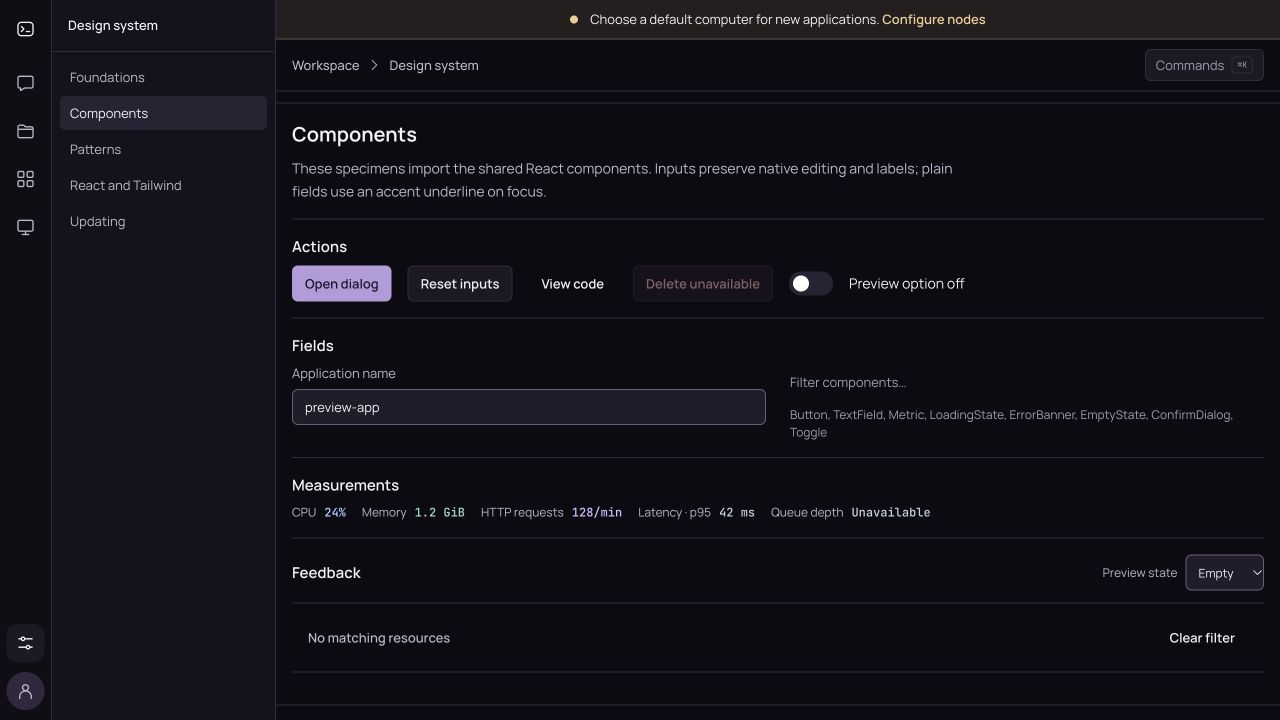 Design system
Foundations
Components
Patterns
React and Tailwind
Updating
Choose a default computer for new applications. Configure nodes
Workspace
Design system
Commands ⌘K
Components
These specimens import the shared React components. Inputs preserve native editing and labels; plain
fields use an accent underline on focus.
Actions
Open dialog
Reset inputs
View code
Delete unavailable
Preview option off
Fields
Application name
preview-app
Filter components…
Button, TextField, Metric, LoadingState, ErrorBanner, EmptyState, ConfirmDialog,
Toggle
Measurements
CPU 24% Memory 1.2 GiB HTTP requests 128/min Latency · p95 42 ms Queue depth Unavailable
Feedback
Preview state Empty
No matching resources
Clear filter